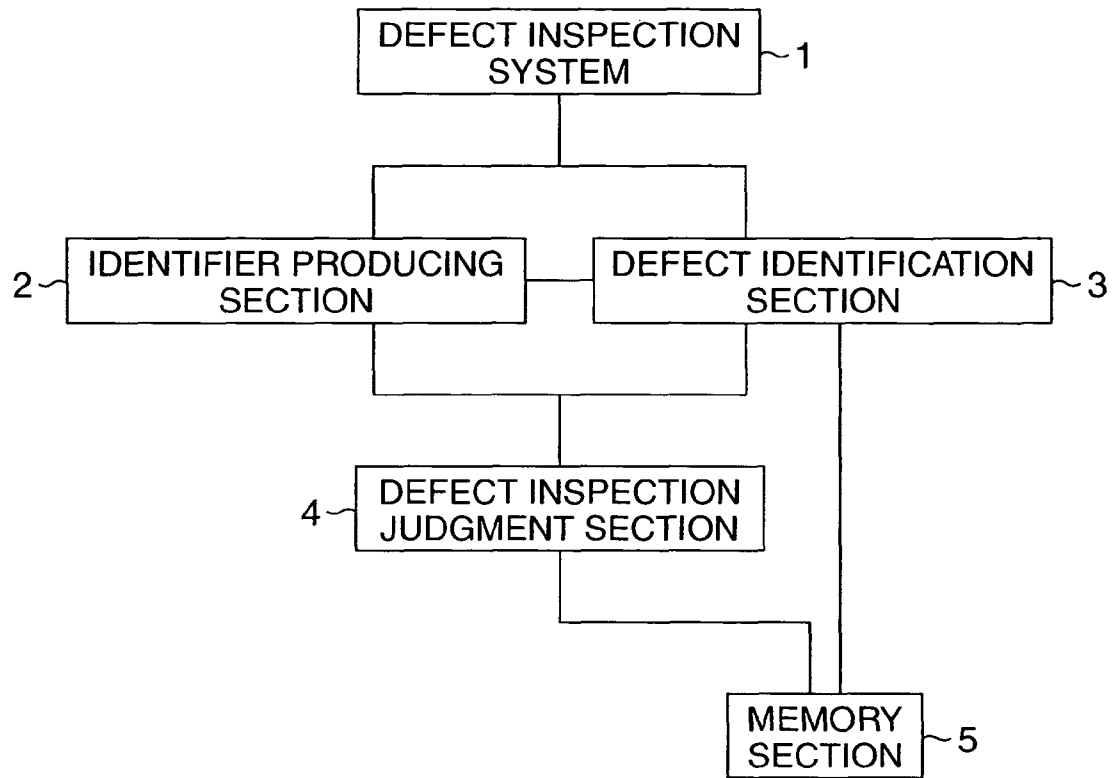 DEFECT INSPECTION
SYSTEM
1
2
IDENTIFIER PRODUCING
SECTION
DEFECT IDENTIFICATION
SECTION
3
4
DEFECT INSPECTION
JUDGMENT SECTION
MEMORY
SECTION
5